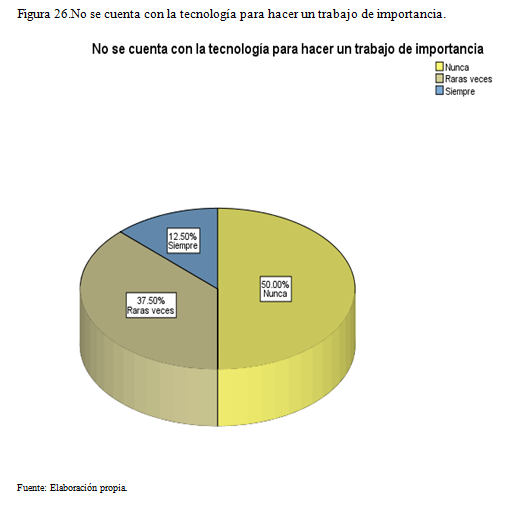 Figura 26.No se cuenta con la tecnología para hacer un trabajo de importancia.
No se cuenta con la tecnología para hacer un trabajo de importancia
Nunca
Raras veces
Siempre
12.50%
Siempre
50.00%
Nunca
37.50%
Raras veces
Fuente: Elaboración propia.